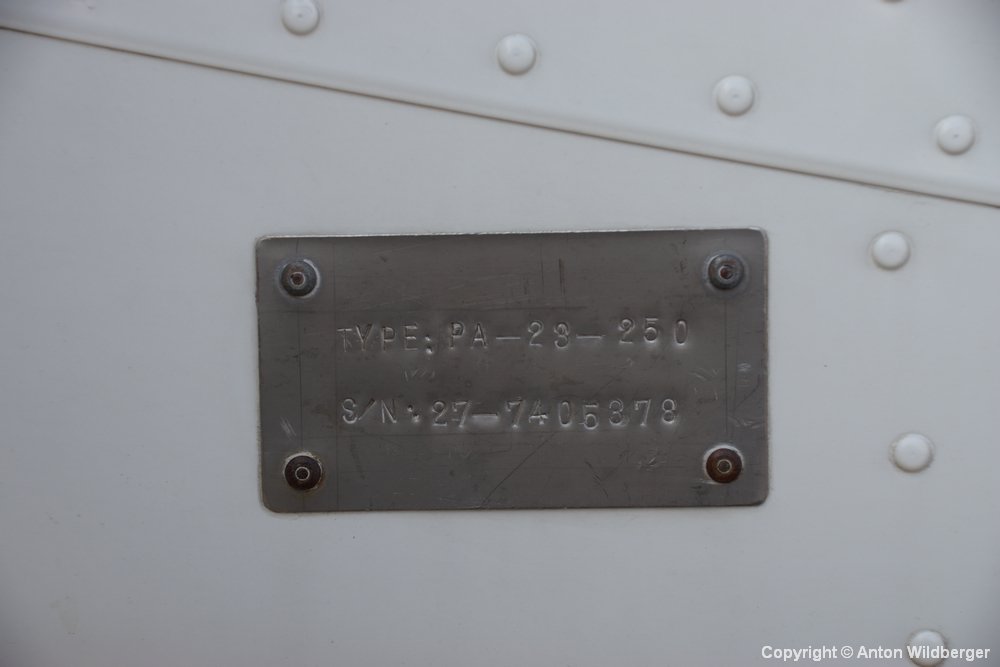 TYPE: PA-23-250
S/N: 27-7405378
Copyright © Anton Wildberger